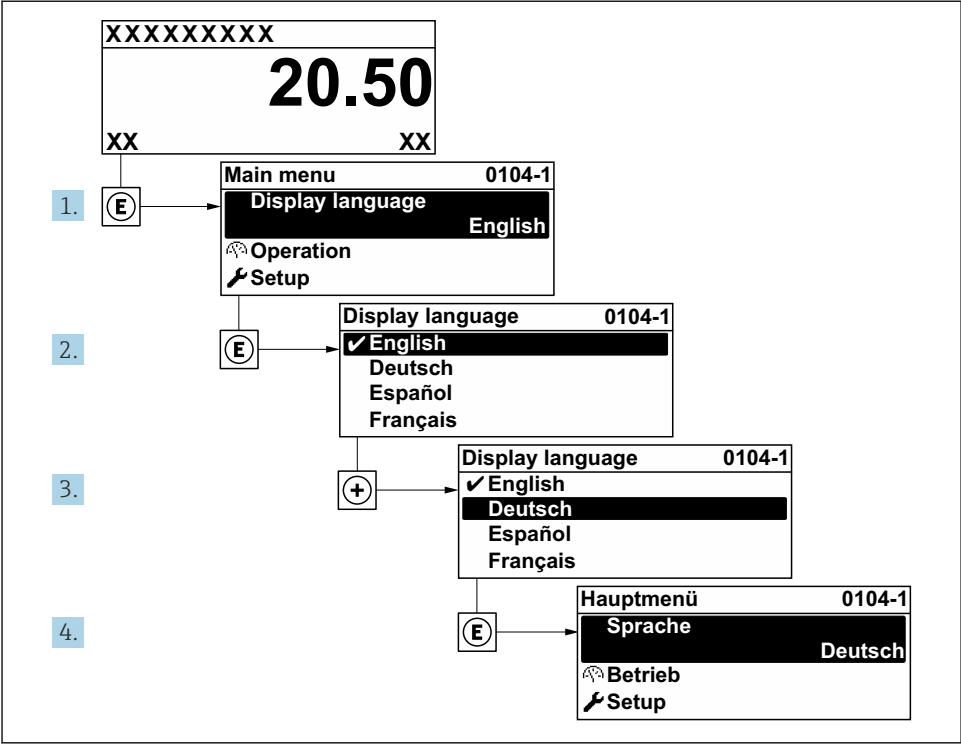 XXXXXXXXX
20.50
XX XX
1. E
Main menu 0104-1
Display language
English
Operation
Setup
2. E
Display language 0104-1
✔English
Deutsch
Español
Français
3. +
Display language 0104-1
✔English
Deutsch
Español
Français
4. E
Hauptmenü 0104-1
Sprache
Deutsch
Betrieb
Setup